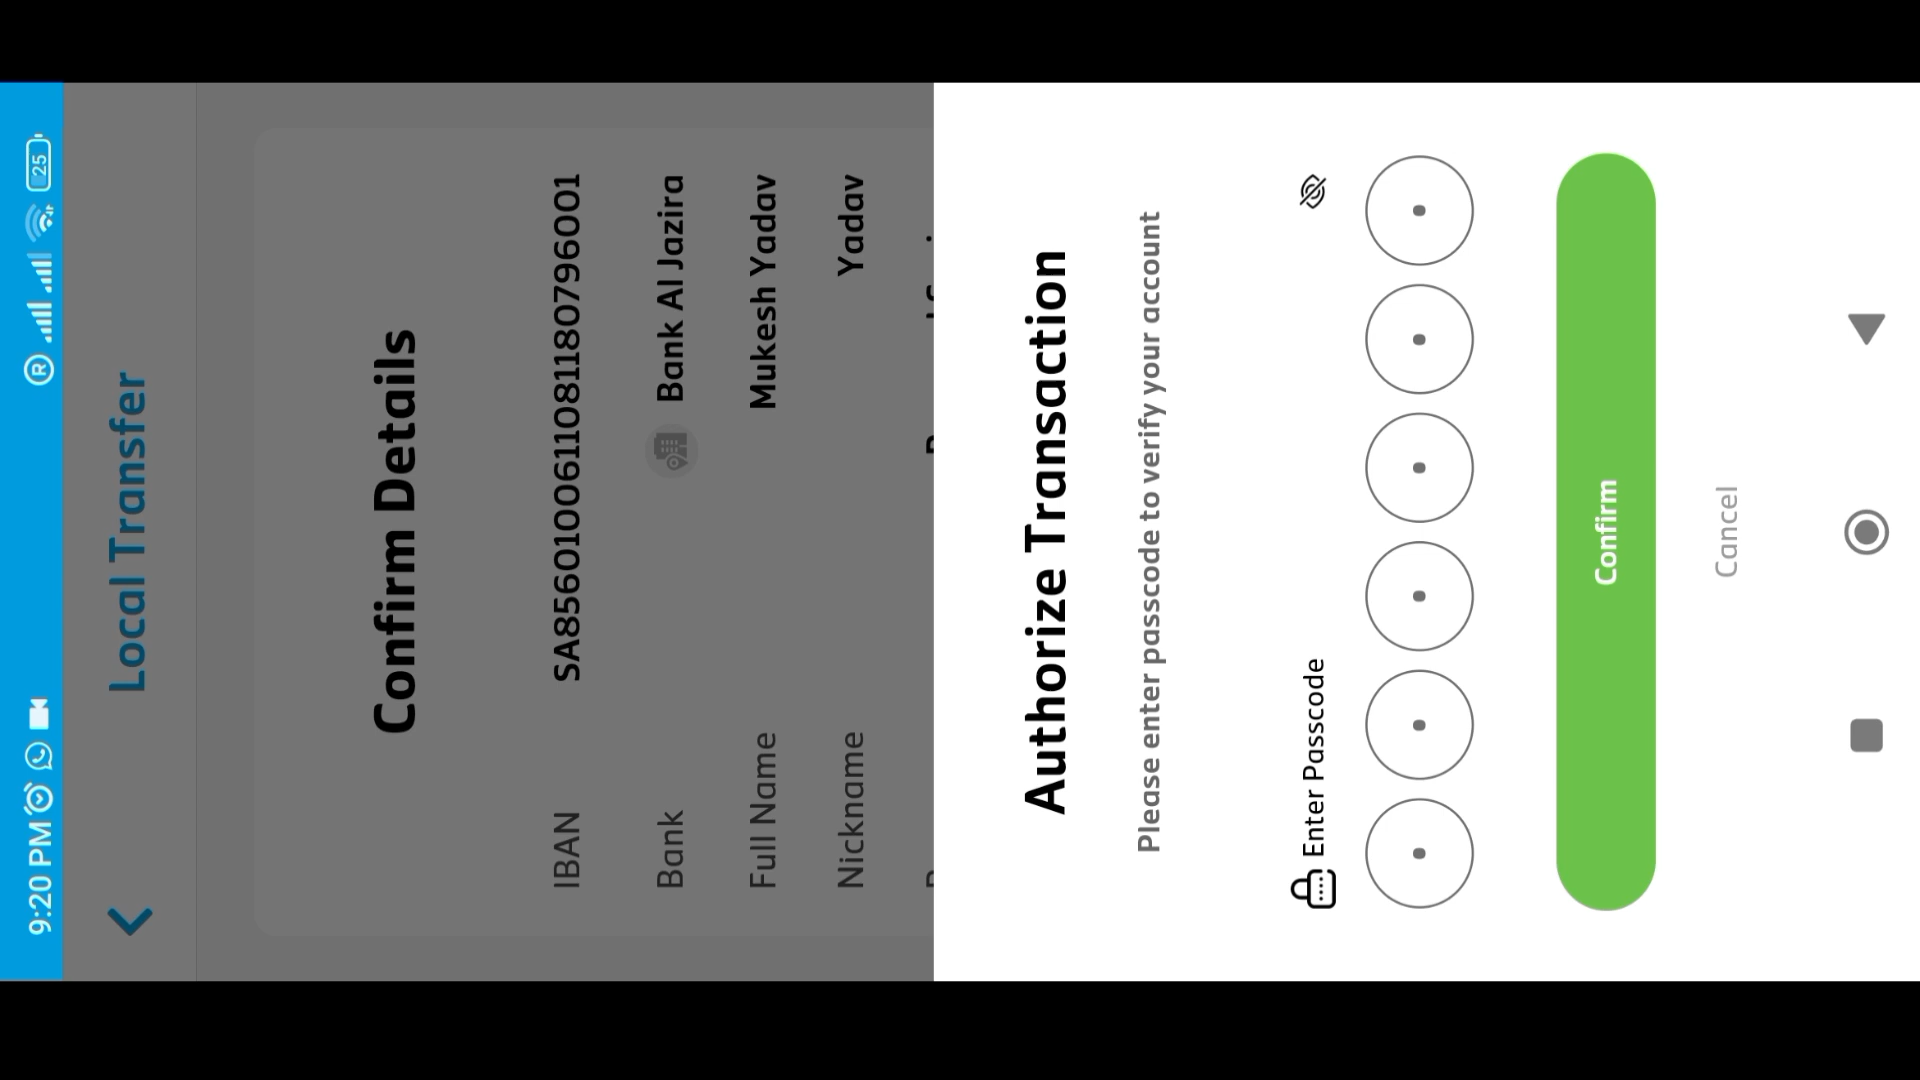 9:20 PM
R
25
Local Transfer
Confirm Details
IBAN SA8560100611081180796001
Bank Bank Al Jazira
Full Name Mukesh Yadav
Nickname Yadav
Authorize Transaction
Please enter passcode to verify your account
Enter Passcode
Confirm
Cancel